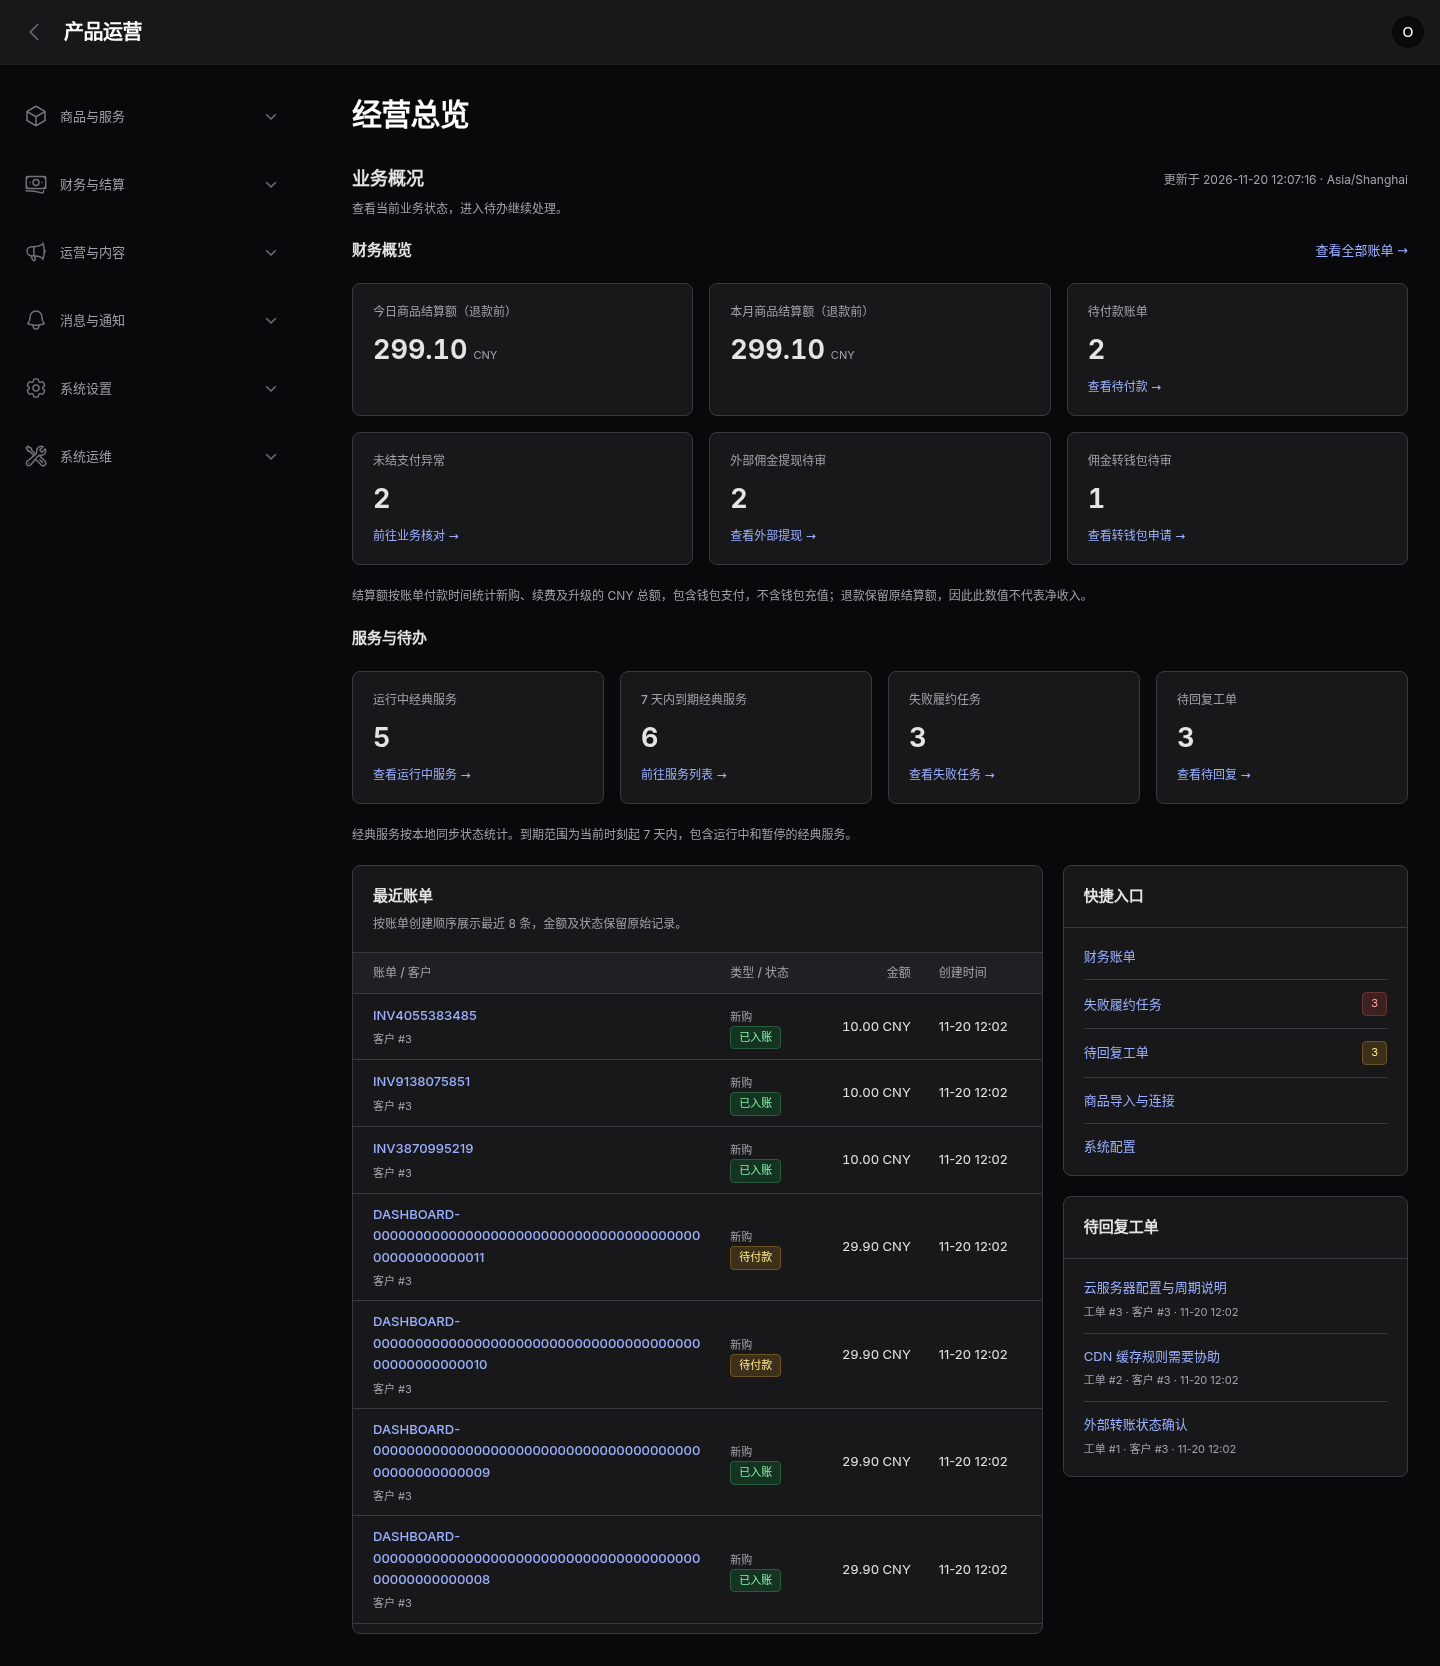 产品运营
O
商品与服务
财务与结算
运营与内容
消息与通知
系统设置
系统运维
经营总览
业务概况
更新于 2026-11-20 12:07:16 · Asia/Shanghai
查看当前业务状态，进入待办继续处理。
财务概览
查看全部账单 →
今日商品结算额（退款前）
299.10 CNY
本月商品结算额（退款前）
299.10 CNY
待付款账单
2
查看待付款 →
未结支付异常
2
前往业务核对 →
外部佣金提现待审
2
查看外部提现 →
佣金转钱包待审
1
查看转钱包申请 →
结算额按账单付款时间统计新购、续费及升级的 CNY 总额，包含钱包支付，不含钱包充值；退款保留原结算额，因此此数值不代表净收入。
服务与待办
运行中经典服务
5
查看运行中服务 →
7 天内到期经典服务
6
前往服务列表 →
失败履约任务
3
查看失败任务 →
待回复工单
3
查看待回复 →
经典服务按本地同步状态统计。到期范围为当前时刻起 7 天内，包含运行中和暂停的经典服务。
最近账单
按账单创建顺序展示最近 8 条，金额及状态保留原始记录。
账单 / 客户 类型 / 状态 金额 创建时间
INV4055383485
客户 #3
新购
已入账
10.00 CNY
11-20 12:02
INV9138075851
客户 #3
新购
已入账
10.00 CNY
11-20 12:02
INV3870995219
客户 #3
新购
已入账
10.00 CNY
11-20 12:02
DASHBOARD-
00000000000000000000000000000000000000
00000000000011
客户 #3
新购
待付款
29.90 CNY
11-20 12:02
DASHBOARD-
00000000000000000000000000000000000000
00000000000010
客户 #3
新购
待付款
29.90 CNY
11-20 12:02
DASHBOARD-
00000000000000000000000000000000000000
00000000000009
客户 #3
新购
已入账
29.90 CNY
11-20 12:02
DASHBOARD-
00000000000000000000000000000000000000
00000000000008
客户 #3
新购
已入账
29.90 CNY
11-20 12:02
快捷入口
财务账单
失败履约任务 3
待回复工单 3
商品导入与连接
系统配置
待回复工单
云服务器配置与周期说明
工单 #3 · 客户 #3 · 11-20 12:02
CDN 缓存规则需要协助
工单 #2 · 客户 #3 · 11-20 12:02
外部转账状态确认
工单 #1 · 客户 #3 · 11-20 12:02